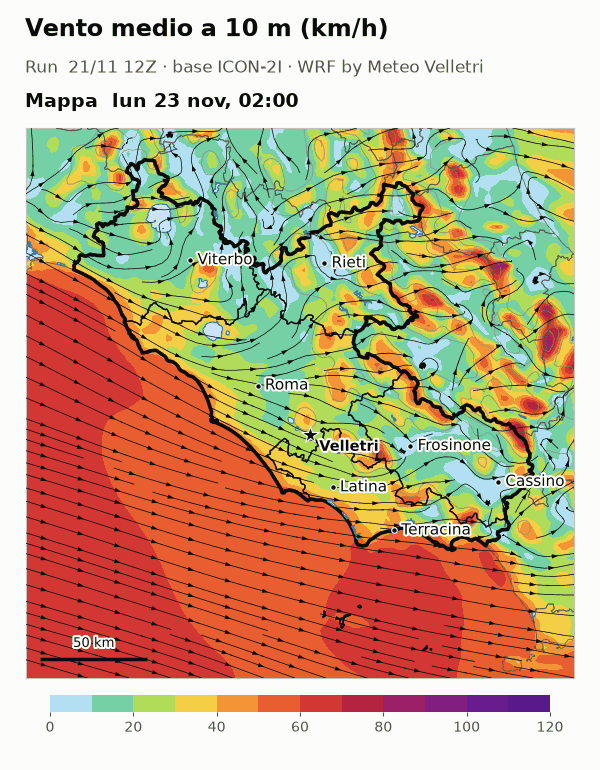 Vento medio a 10 m (km/h)
Run 21/11 12Z · base ICON-2I · WRF by Meteo Velletri
Mappa lun 23 nov, 02:00
Viterbo
Rieti
Roma
Velletri
Frosinone
Cassino
Latina
Terracina
50 km
0 20 40 60 80 100 120